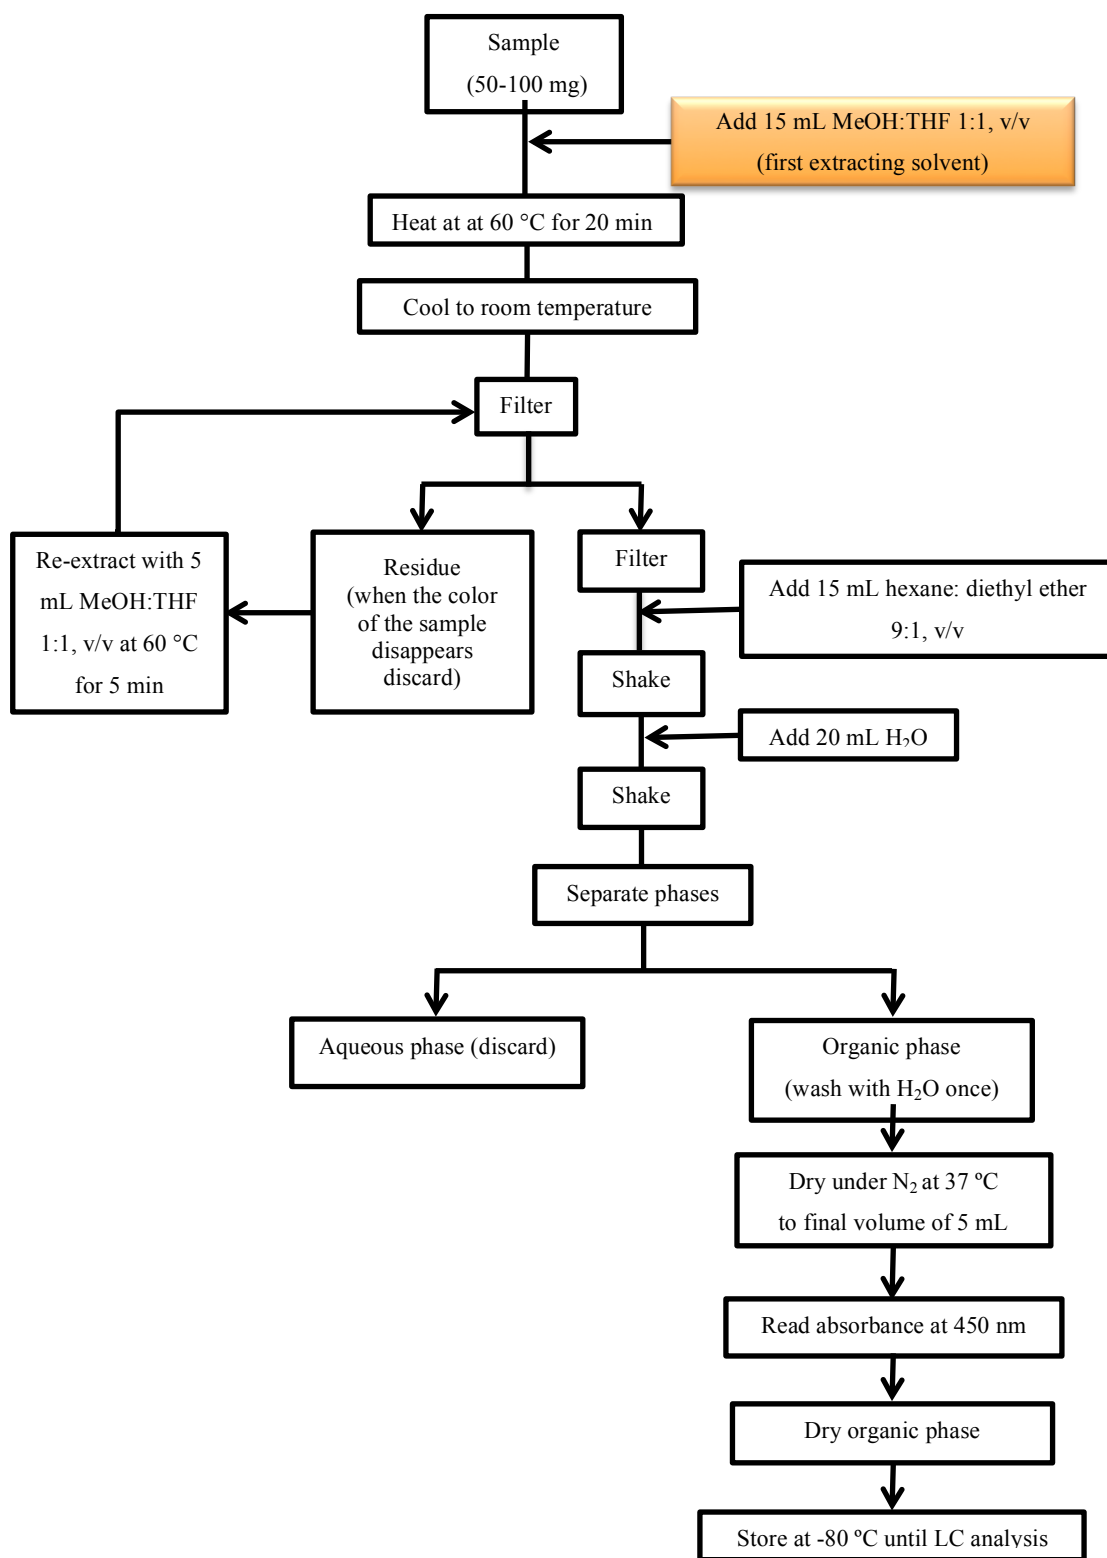 Sample
(50-100 mg)
Add 15 mL MeOH:THF 1:1, v/v
(first extracting solvent)
Heat at at 60 °C for 20 min
Cool to room temperature
Filter
Re-extract with 5
mL MeOH:THF
1:1, v/v at 60 °C
for 5 min
Residue
(when the color
of the sample
disappears
discard)
Filter
Add 15 mL hexane: diethyl ether
9:1, v/v
Shake
Add 20 mL H₂O
Shake
Separate phases
Aqueous phase (discard)
Organic phase
(wash with H₂O once)
Dry under N₂ at 37 ºC
to final volume of 5 mL
Read absorbance at 450 nm
Dry organic phase
Store at -80 ºC until LC analysis